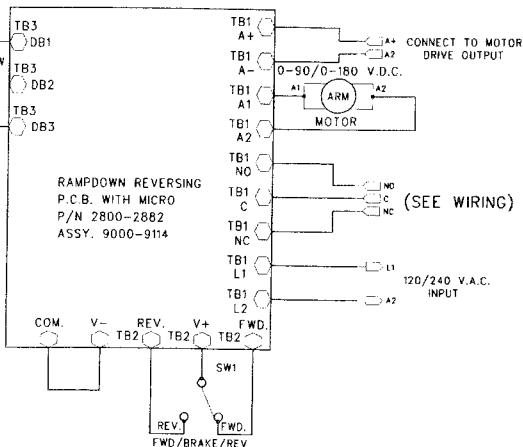 TB3
DB1
TB3
DB2
TB3
DB3
TB1
A+
TB1
A-
TB1
A1
TB1
A2
TB1
NO
TB1
C
TB1
NC
TB1
L1
TB1
L2
A+
A2
CONNECT TO MOTOR
DRIVE OUTPUT
0-90/0-180 V.D.C.
A1
ARM
A2
MOTOR
NO
C
NC
(SEE WIRING)
L1
A2
120/240 V.A.C.
INPUT
RAMPDOWN REVERSING
P.C.B. WITH MICRO
P/N 2800-2882
ASSY. 9000-9114
COM.
V-
REV.
V+
FWD.
TB2
TB2
TB2
SW1
REV.
FWD.
FWD/BRAKE/REV